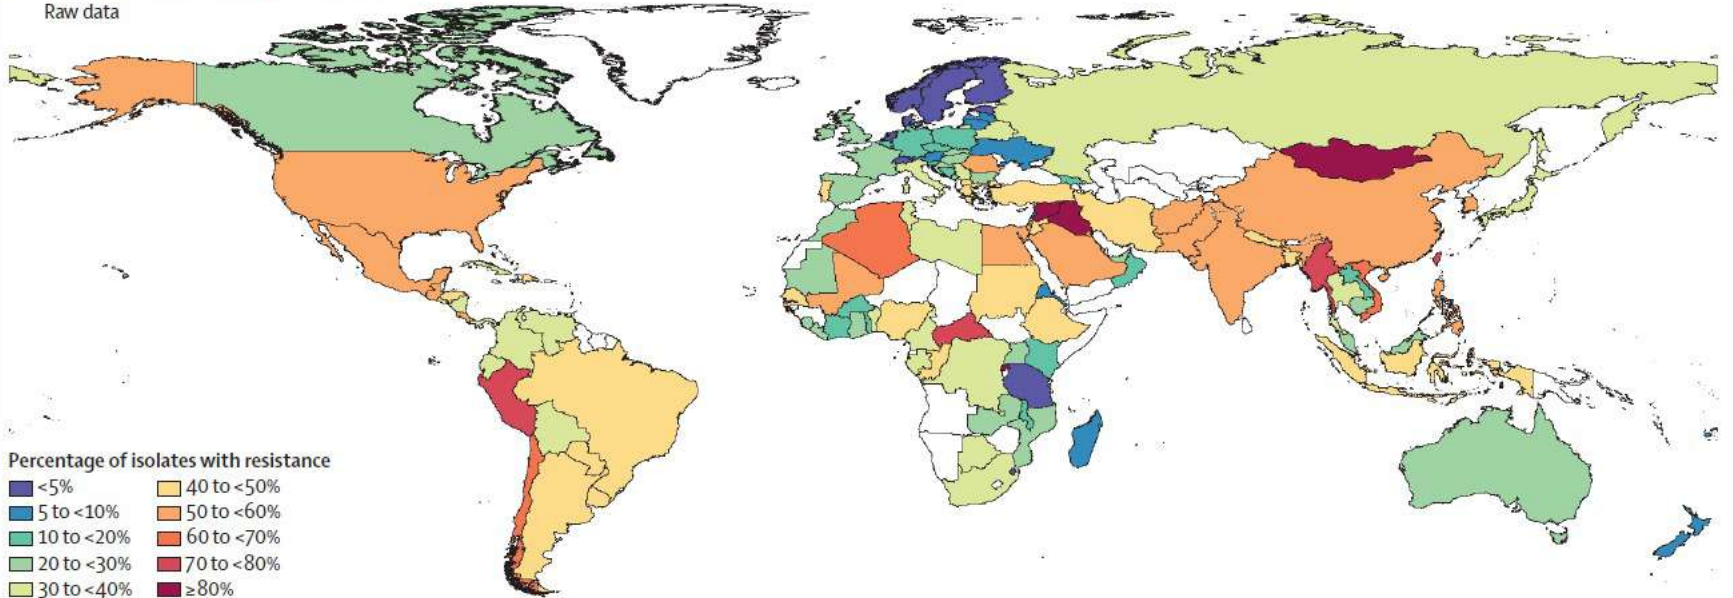 Raw data
Percentage of isolates with resistance
<5%
5 to <10%
10 to <20%
20 to <30%
30 to <40%
40 to <50%
50 to <60%
60 to <70%
70 to <80%
≥80%